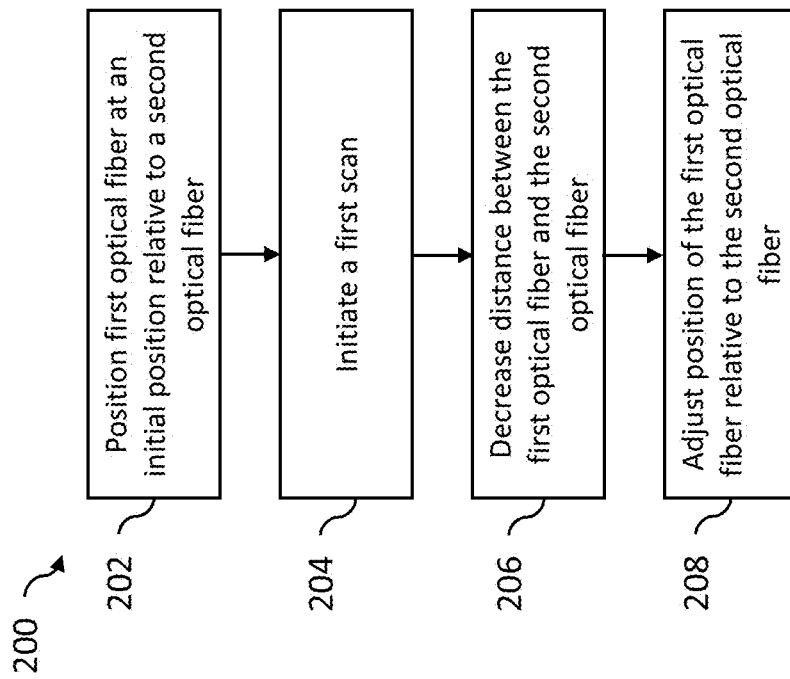 200
202
Position first optical fiber at an
initial position relative to a second
optical fiber
204
Initiate a first scan
206
Decrease distance between the
first optical fiber and the second
optical fiber
208
Adjust position of the first optical
fiber relative to the second optical
fiber